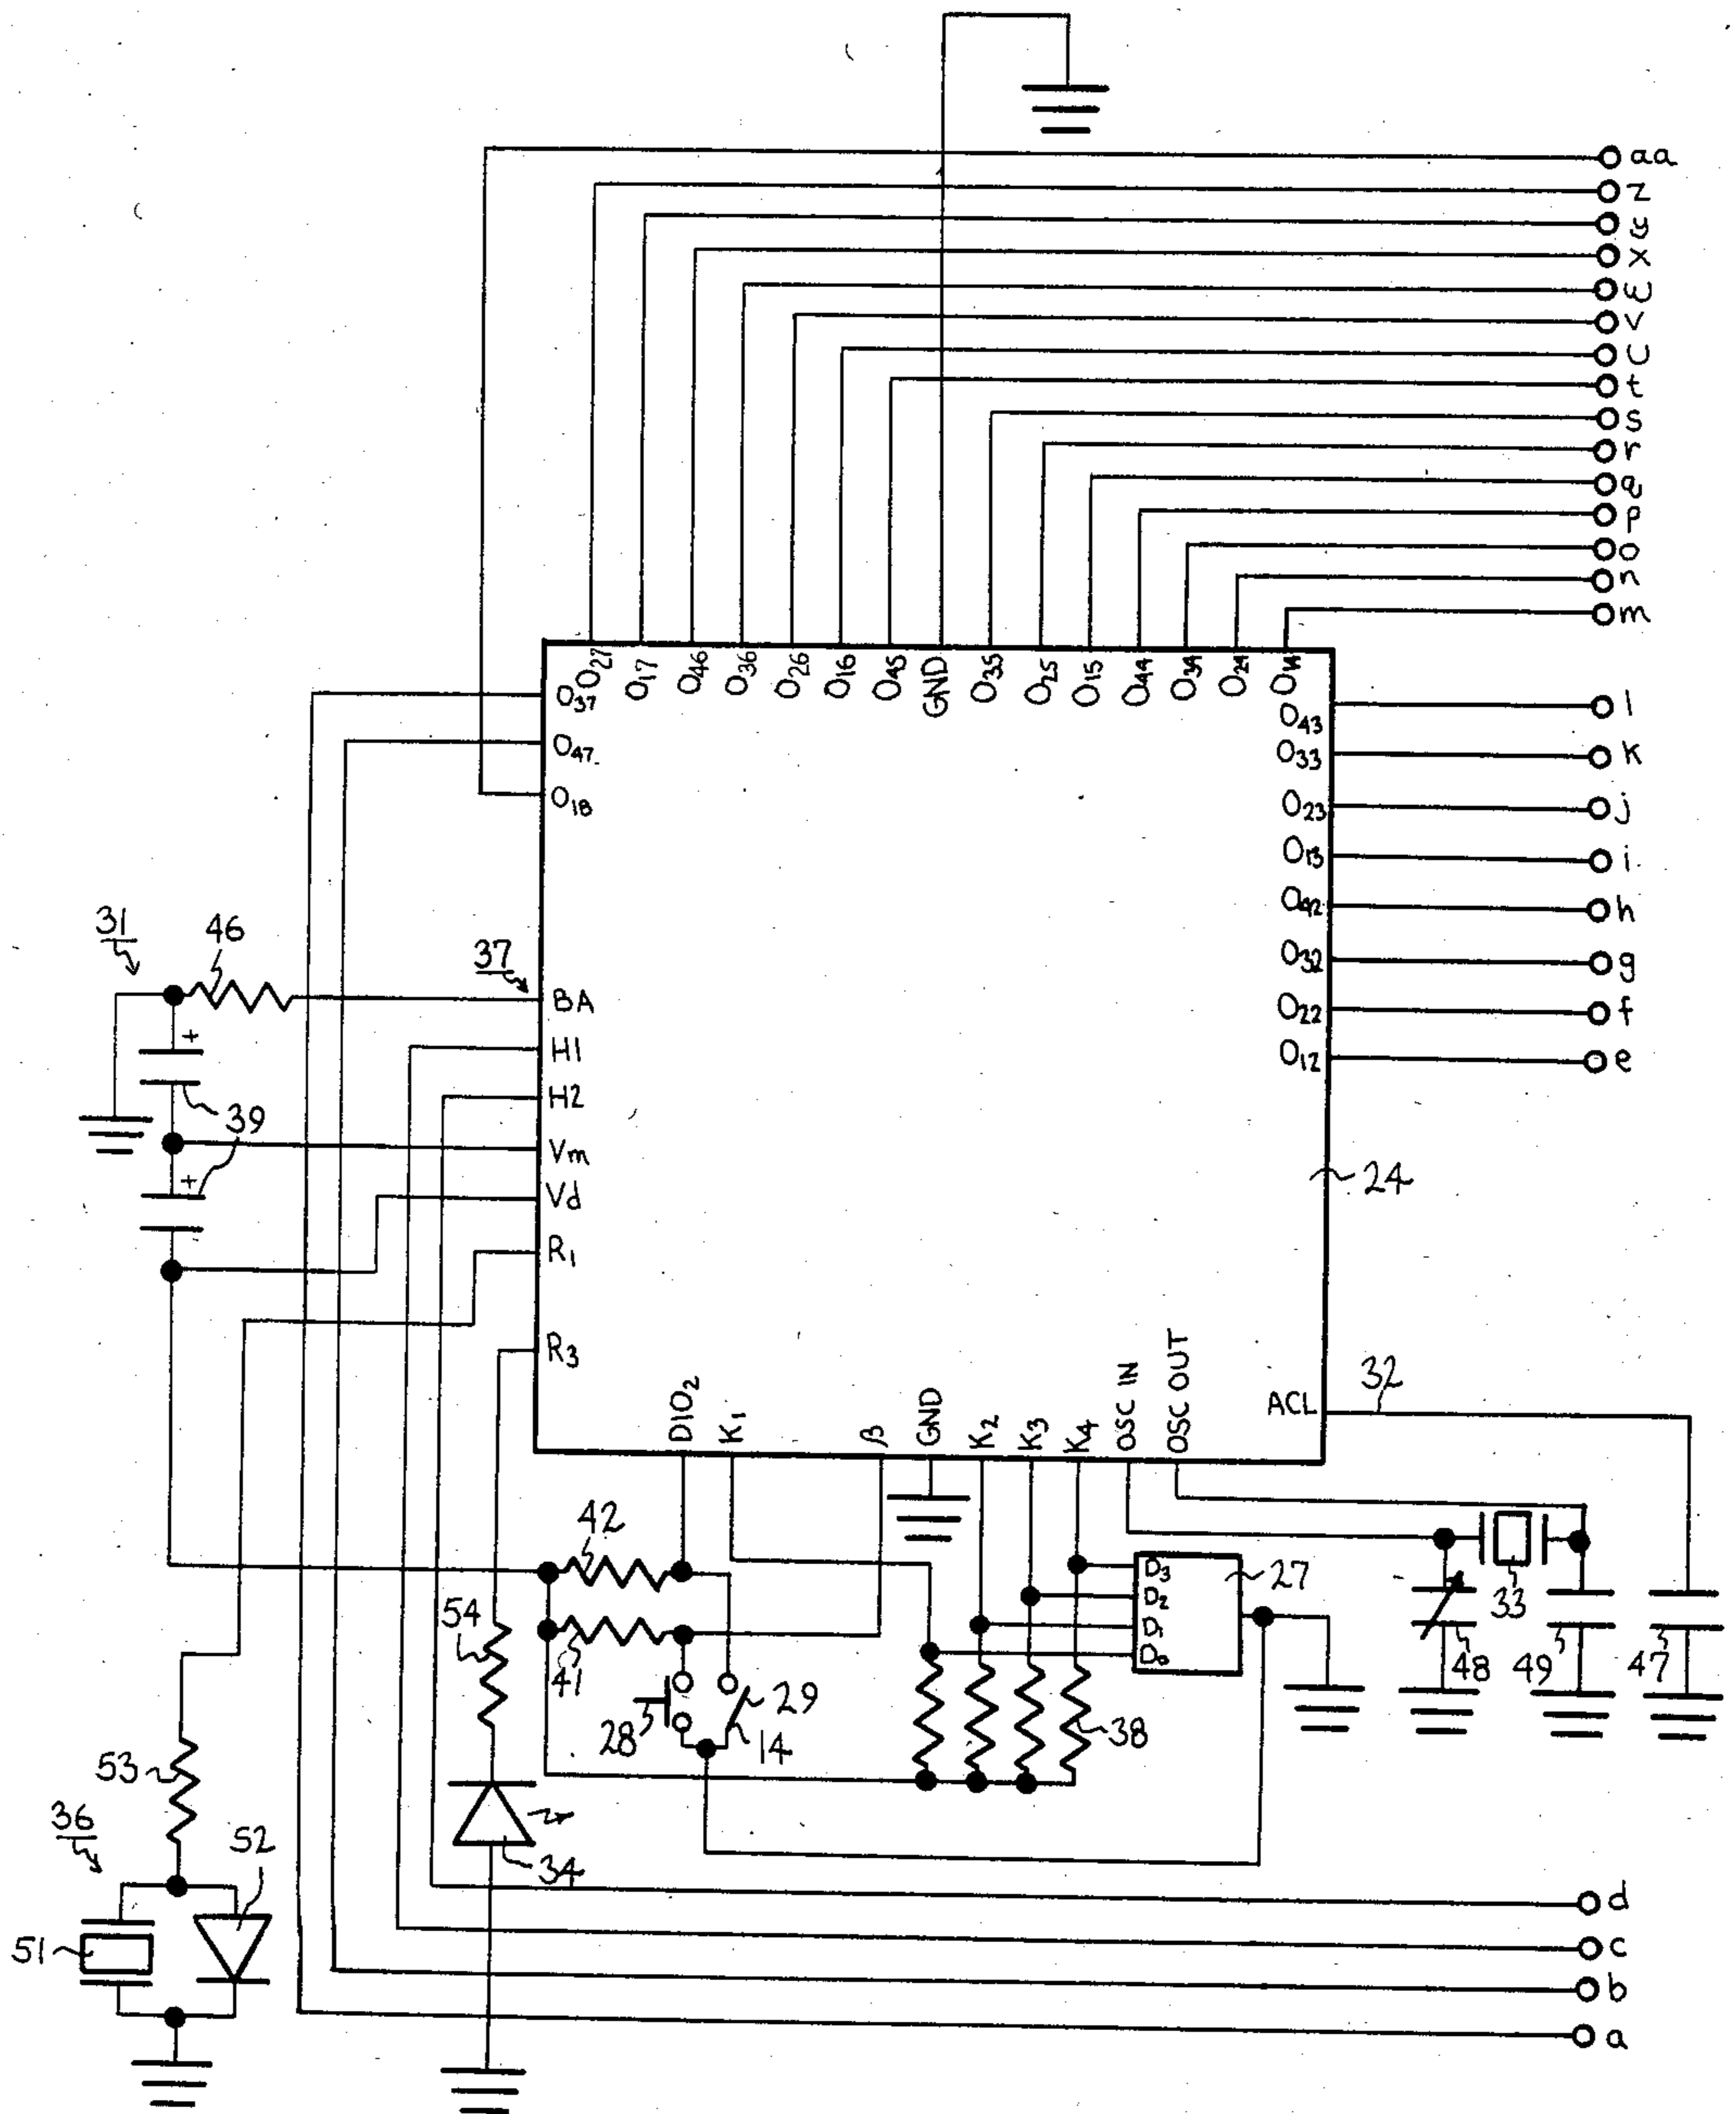 aa
z
y
x
w
v
u
t
s
r
q
p
o
n
m
O27 O17 O46 O36 O26 O16 O45 GND O35 O25 O15 O44 O34 O24 O14
O37
O47
O18
O43 l
O33 k
O23 j
O13 i
O42 h
O32 g
O22 f
O12 e
31
46
37
BA
H1
H2
39
Vm
Vd
R1
R3
24
32
ACL
DIO2 K1 β GND K2 K3 K4 OSC IN OSC OUT
42
54
41
28
29
14
D3
D2
D1
D0
27
38
33
48
49
47
53
36
52
51
34
d
c
b
a